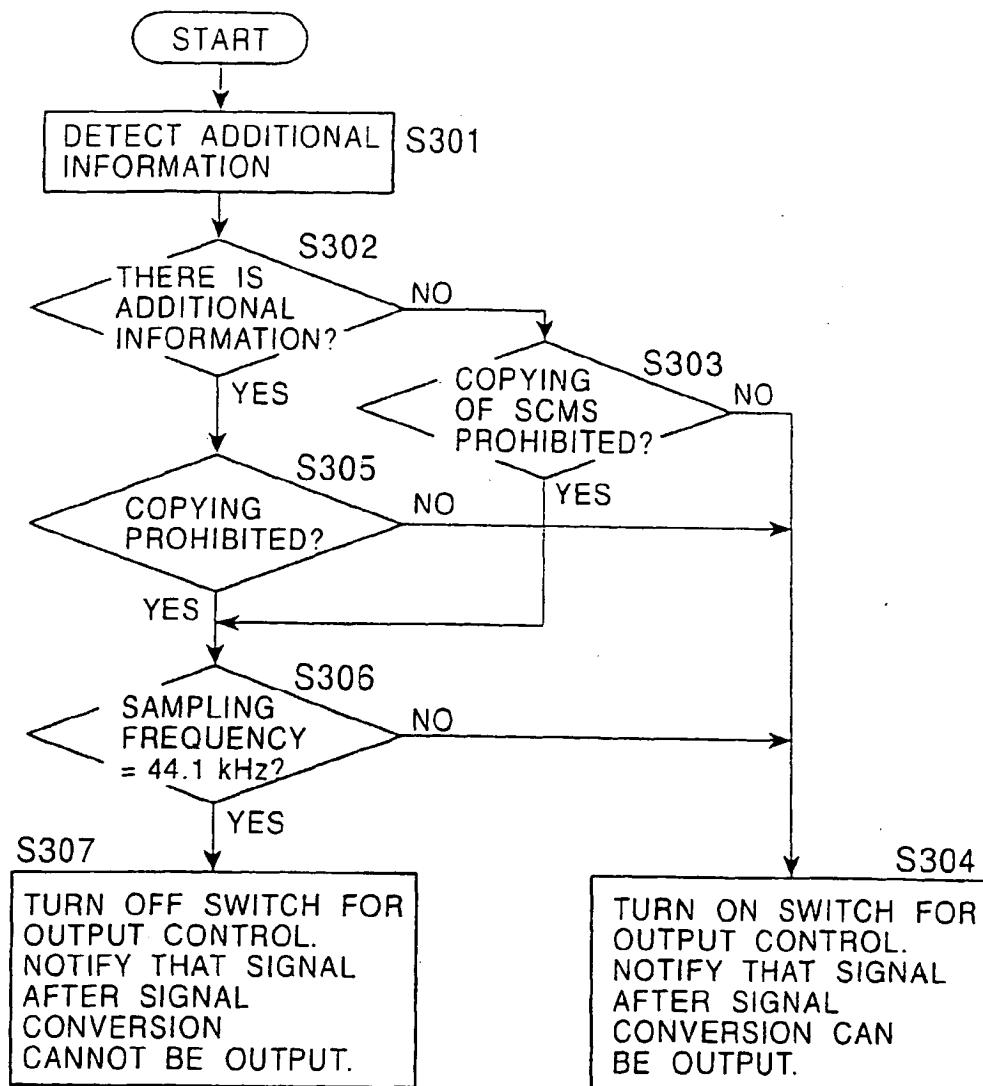 START
DETECT ADDITIONAL
INFORMATION
S301
S302
THERE IS
ADDITIONAL
INFORMATION?
NO
YES
S303
COPYING
OF SCMS
PROHIBITED?
NO
YES
S305
COPYING
PROHIBITED?
NO
YES
S306
SAMPLING
FREQUENCY
= 44.1 kHz?
NO
YES
S307
TURN OFF SWITCH FOR
OUTPUT CONTROL.
NOTIFY THAT SIGNAL
AFTER SIGNAL
CONVERSION
CANNOT BE OUTPUT.
S304
TURN ON SWITCH FOR
OUTPUT CONTROL.
NOTIFY THAT SIGNAL
AFTER SIGNAL
CONVERSION CAN
BE OUTPUT.